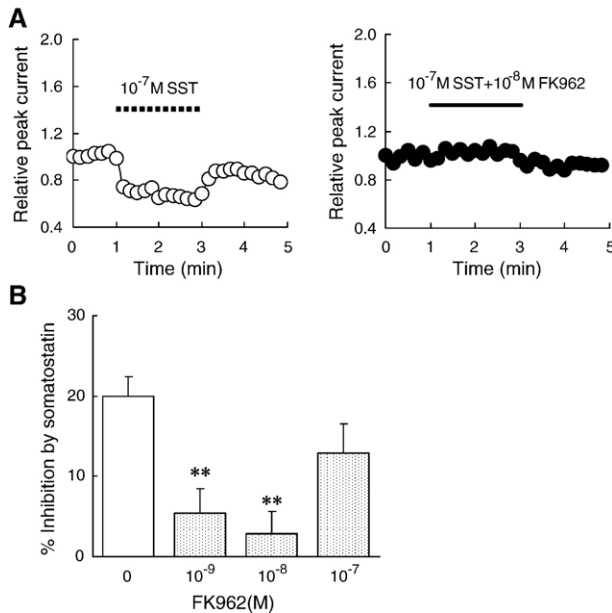 A
Relative peak current
2.0
1.6
1.2
0.8
0.4
10⁻⁷M SST
0 1 2 3 4 5
Time (min)
Relative peak current
2.0
1.6
1.2
0.8
0.4
10⁻⁷M SST+10⁻⁸M FK962
0 1 2 3 4 5
Time (min)
B
% Inhibition by somatostatin
30
20
10
0
**
**
0 10⁻⁹ 10⁻⁸ 10⁻⁷
FK962(M)